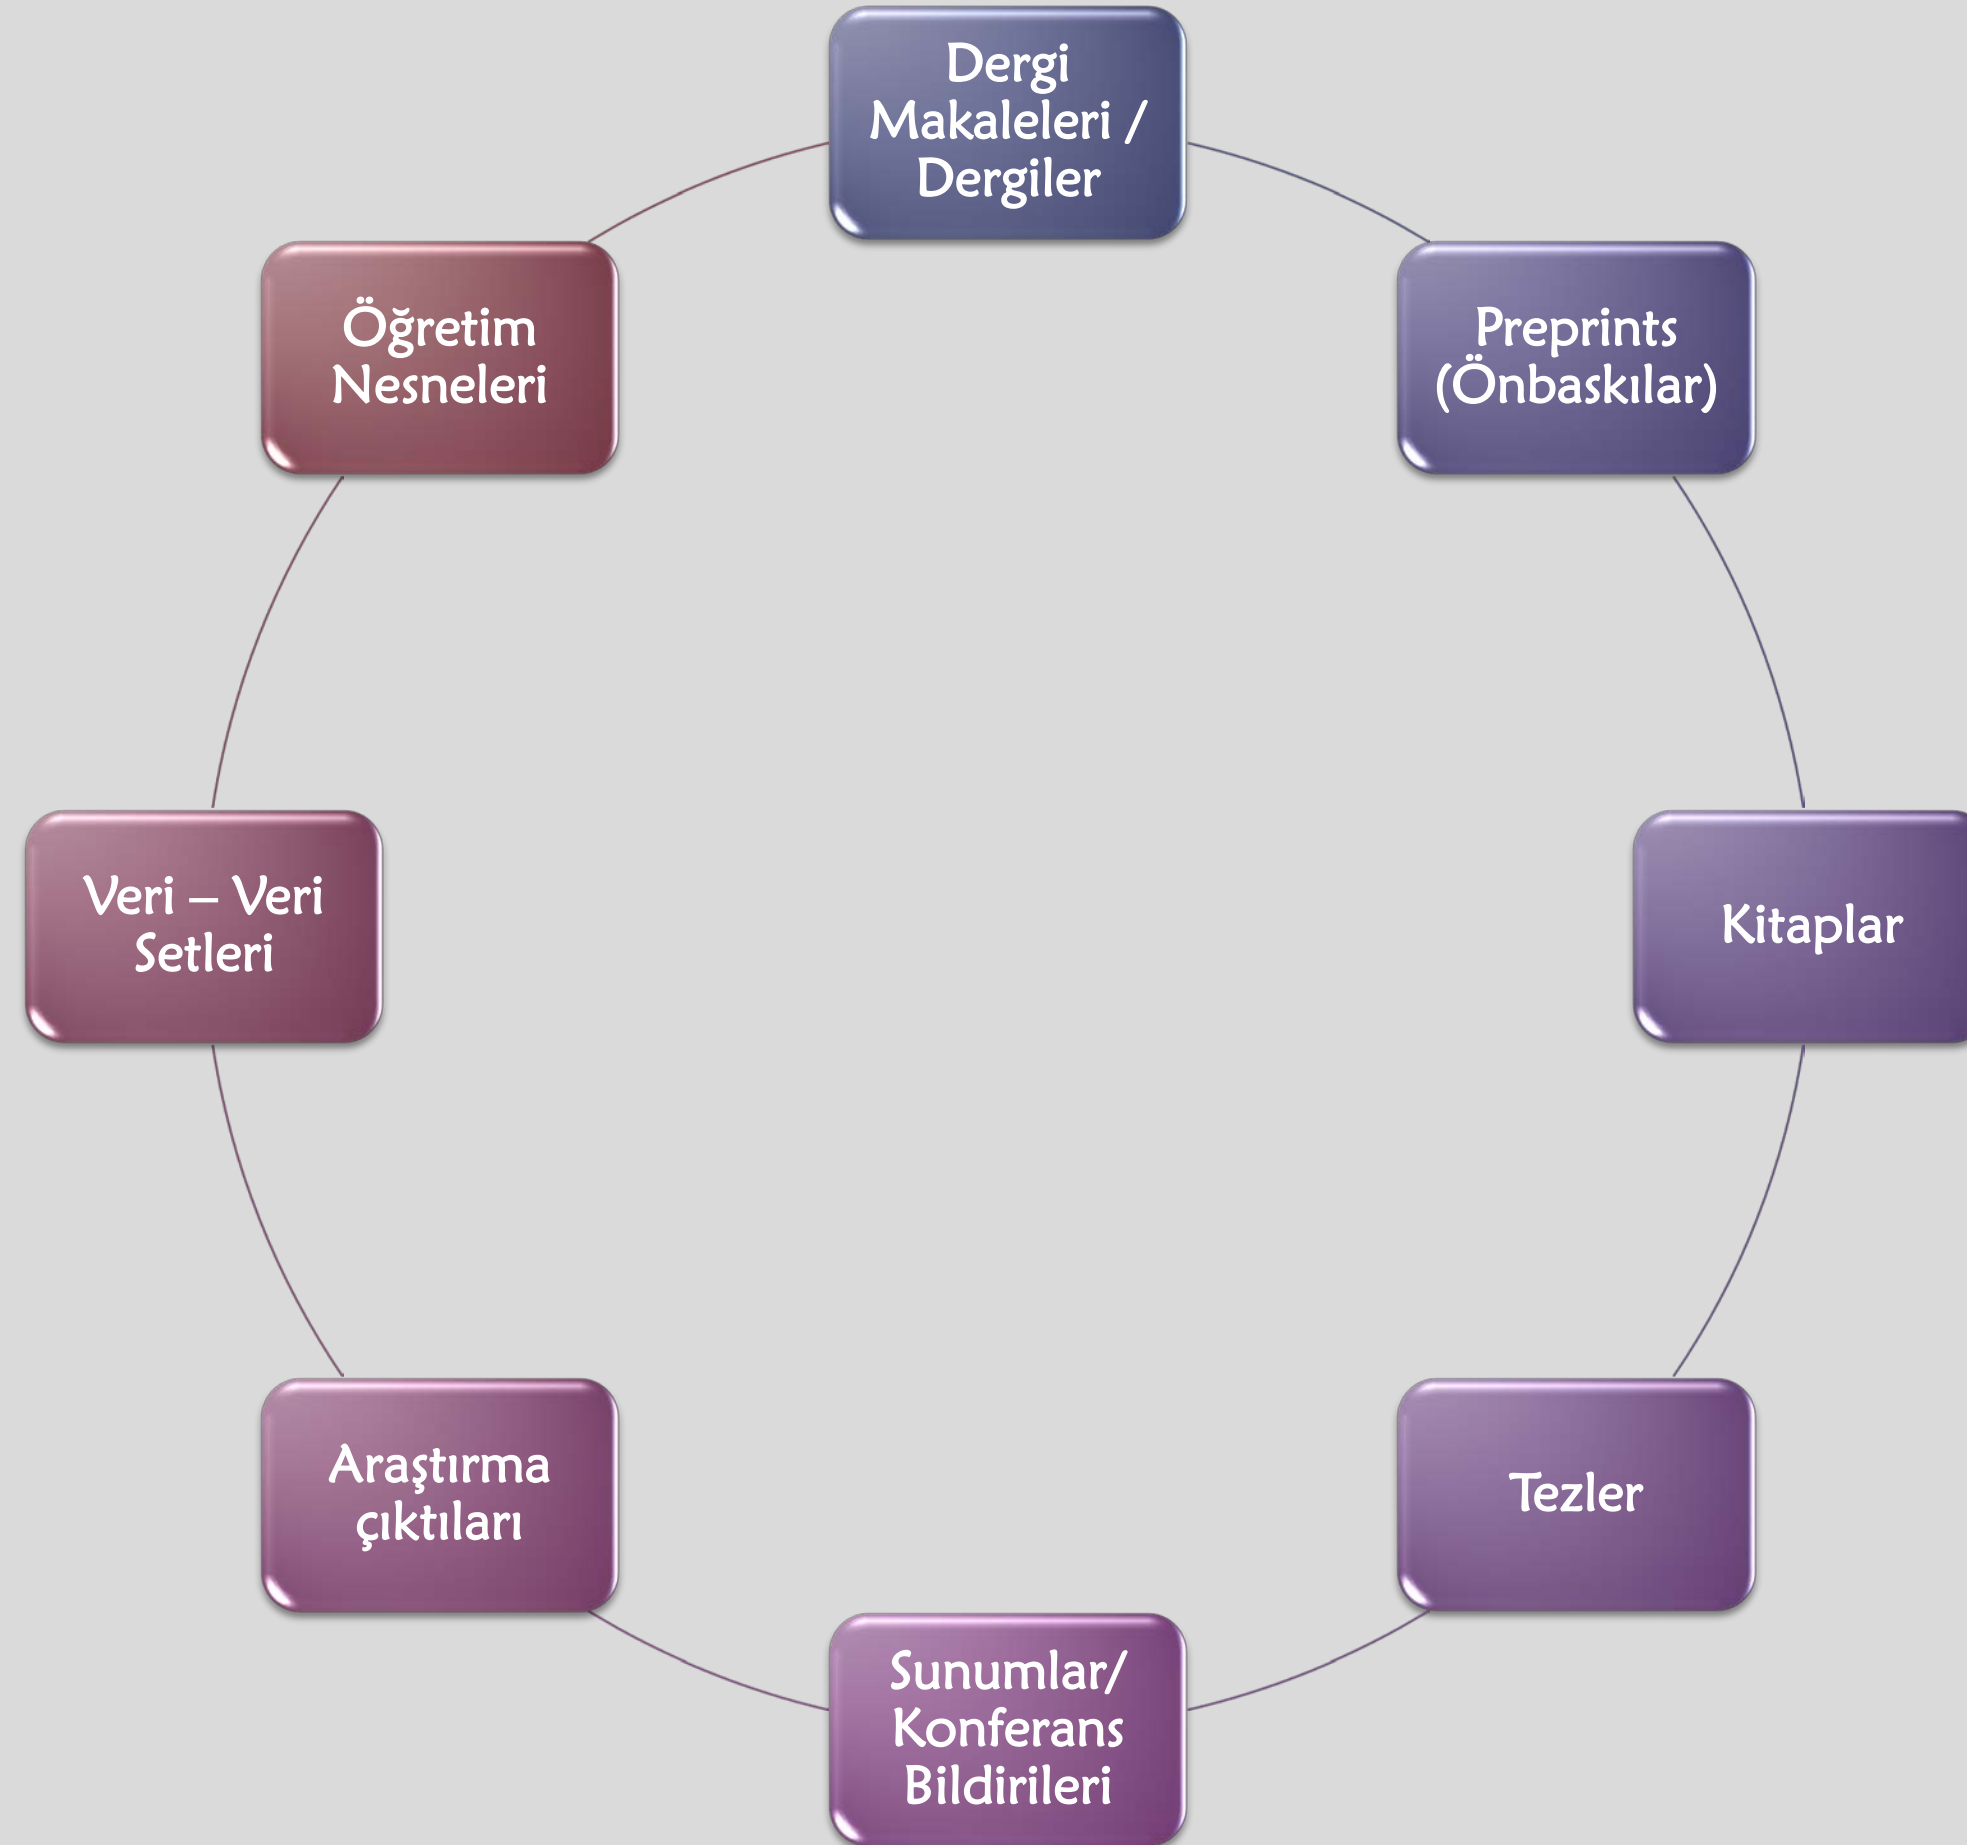 Dergi
Makaleleri /
Dergiler
Preprints
(Önbaskılar)
Kitaplar
Tezler
Sunumlar/
Konferans
Bildirileri
Araştırma
çıktıları
Veri – Veri
Setleri
Öğretim
Nesneleri